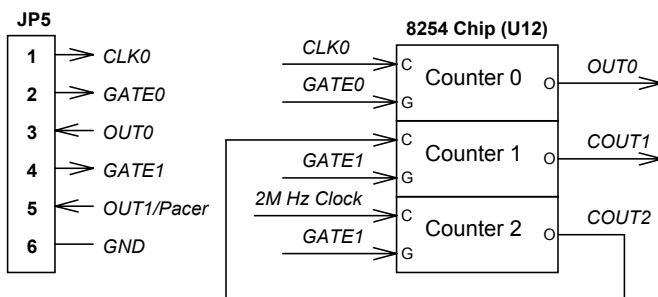 JP5
1 CLK0
2 GATE0
3 OUT0
4 GATE1
5 OUT1/Pacer
6 GND
8254 Chip (U12)
CLK0 C
GATE0 G
Counter 0
O OUT0
C
GATE1 G
Counter 1
O COUT1
2M Hz Clock C
GATE1 G
Counter 2
O COUT2